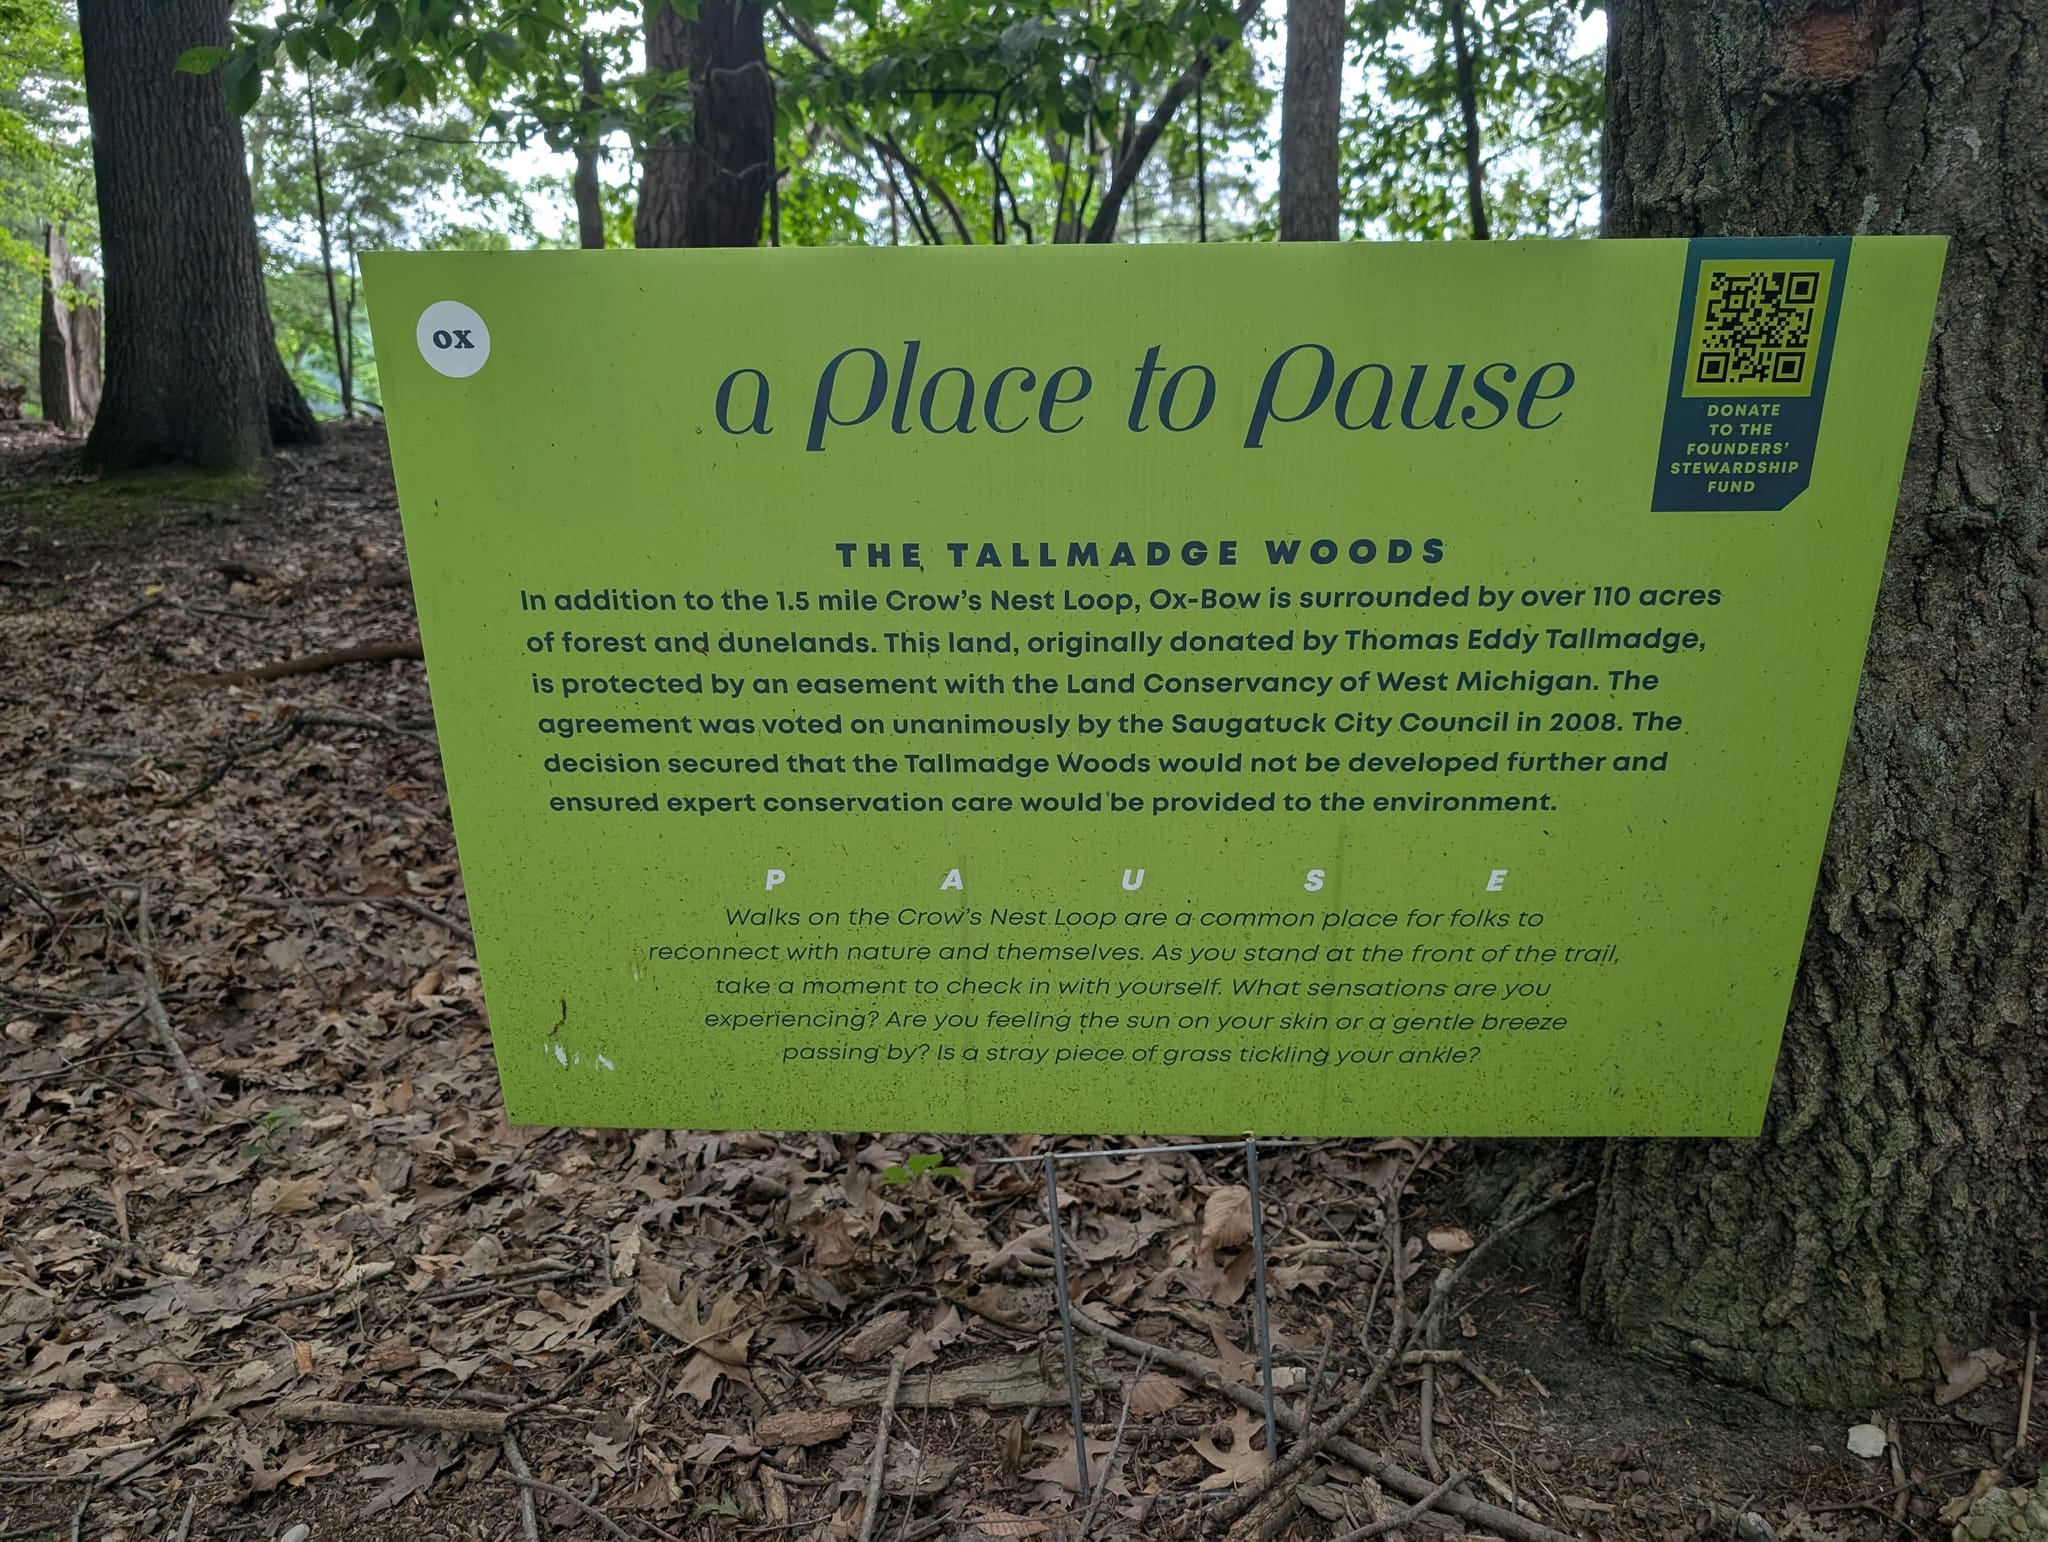 OX
a Place to Pause
DONATE
TO THE
FOUNDERS'
STEWARDSHIP
FUND
THE TALLMADGE WOODS
In addition to the 1.5 mile Crow's Nest Loop, Ox-Bow is surrounded by over 110 acres
of forest and dunelands. This land, originally donated by Thomas Eddy Tallmadge,
is protected by an easement with the Land Conservancy of West Michigan. The
agreement was voted on unanimously by the Saugatuck City Council in 2008. The
decision secured that the Tallmadge Woods would not be developed further and
ensured expert conservation care would be provided to the environment.
P A U S E
Walks on the Crow's Nest Loop are a common place for folks to
reconnect with nature and themselves. As you stand at the front of the trail,
take a moment to check in with yourself. What sensations are you
experiencing? Are you feeling the sun on your skin or a gentle breeze
passing by? Is a stray piece of grass tickling your ankle?